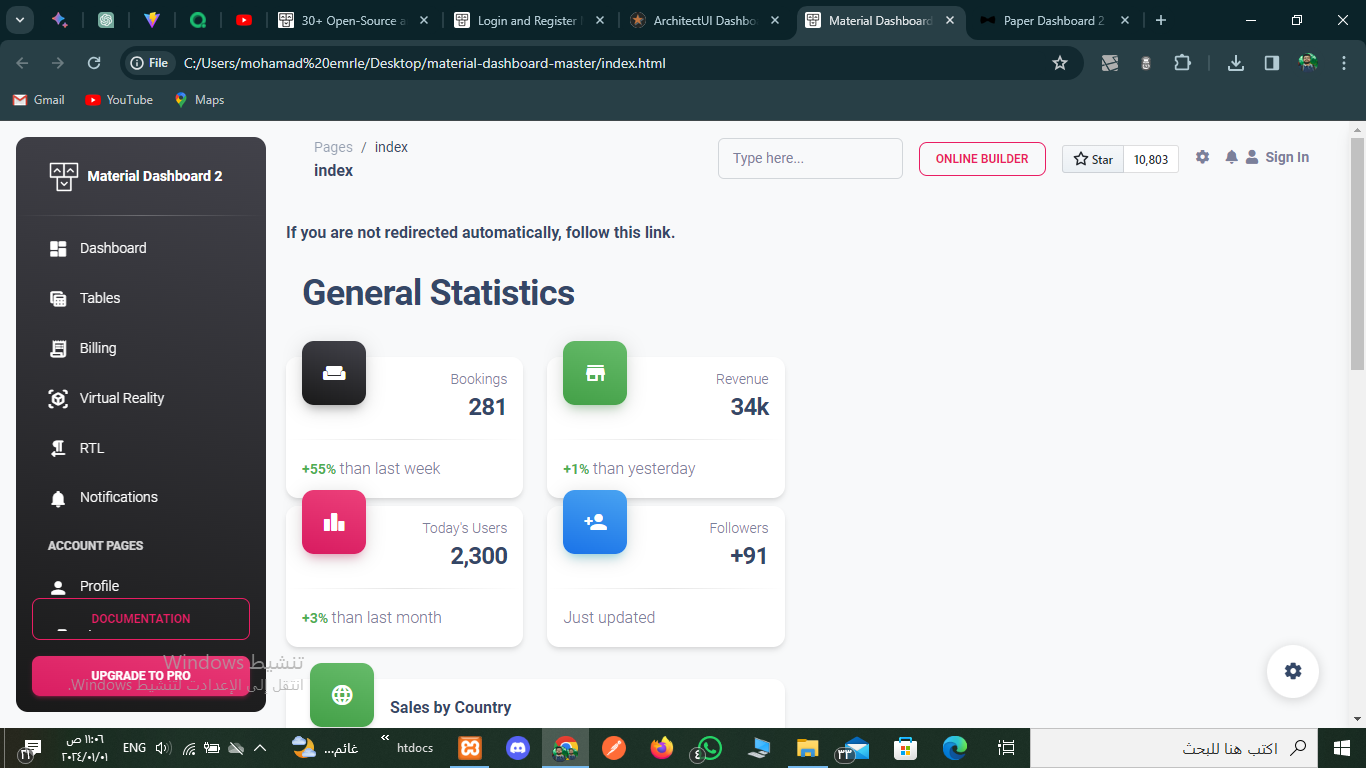 30+ Open-Source a
Login and Register
ArchitectUI Dashbo
Material Dashboard
Paper Dashboard 2
File
C:/Users/mohamad%20emrle/Desktop/material-dashboard-master/index.html
Gmail
YouTube
Maps
Material Dashboard 2
Dashboard
Tables
Billing
Virtual Reality
RTL
Notifications
ACCOUNT PAGES
Profile
DOCUMENTATION
UPGRADE TO PRO
Pages / index
index
Type here...
ONLINE BUILDER
Star
10,803
Sign In
If you are not redirected automatically, follow this link.
General Statistics
Bookings
281
+55% than last week
Revenue
34k
+1% than yesterday
Today's Users
2,300
+3% than last month
Followers
+91
Just updated
Sales by Country
تنشيط Windows
انتقل إلى الإعدادت لتنشيط Windows.
٢١
١١:٠٦ ص
٢٠٢٤/٠١/٠١
ENG
غائم...
htdocs
٤
٣٣
اكتب هنا للبحث